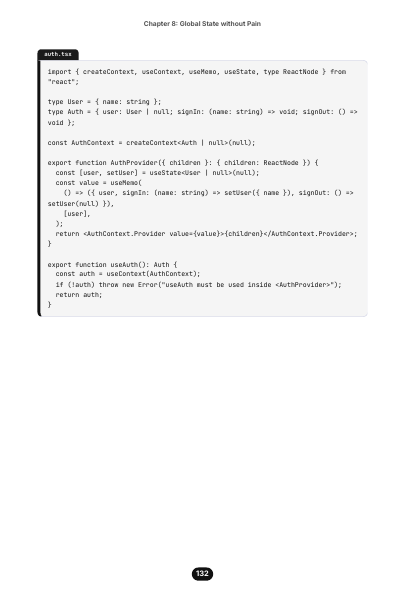 Chapter 8: Global State without Pain
auth.tsx
import { createContext, useContext, useMemo, useState, type ReactNode } from
"react";
type User = { name: string };
type Auth = { user: User | null; signIn: (name: string) => void; signOut: () =>
void };
const AuthContext = createContext<Auth | null>(null);
export function AuthProvider({ children }: { children: ReactNode }) {
  const [user, setUser] = useState<User | null>(null);
  const value = useMemo(
    () => ({ user, signIn: (name: string) => setUser({ name }), signOut: () =>
setUser(null) }),
    [user],
  );
  return <AuthContext.Provider value={value}>{children}</AuthContext.Provider>;
}
export function useAuth(): Auth {
  const auth = useContext(AuthContext);
  if (!auth) throw new Error("useAuth must be used inside <AuthProvider>");
  return auth;
}
132